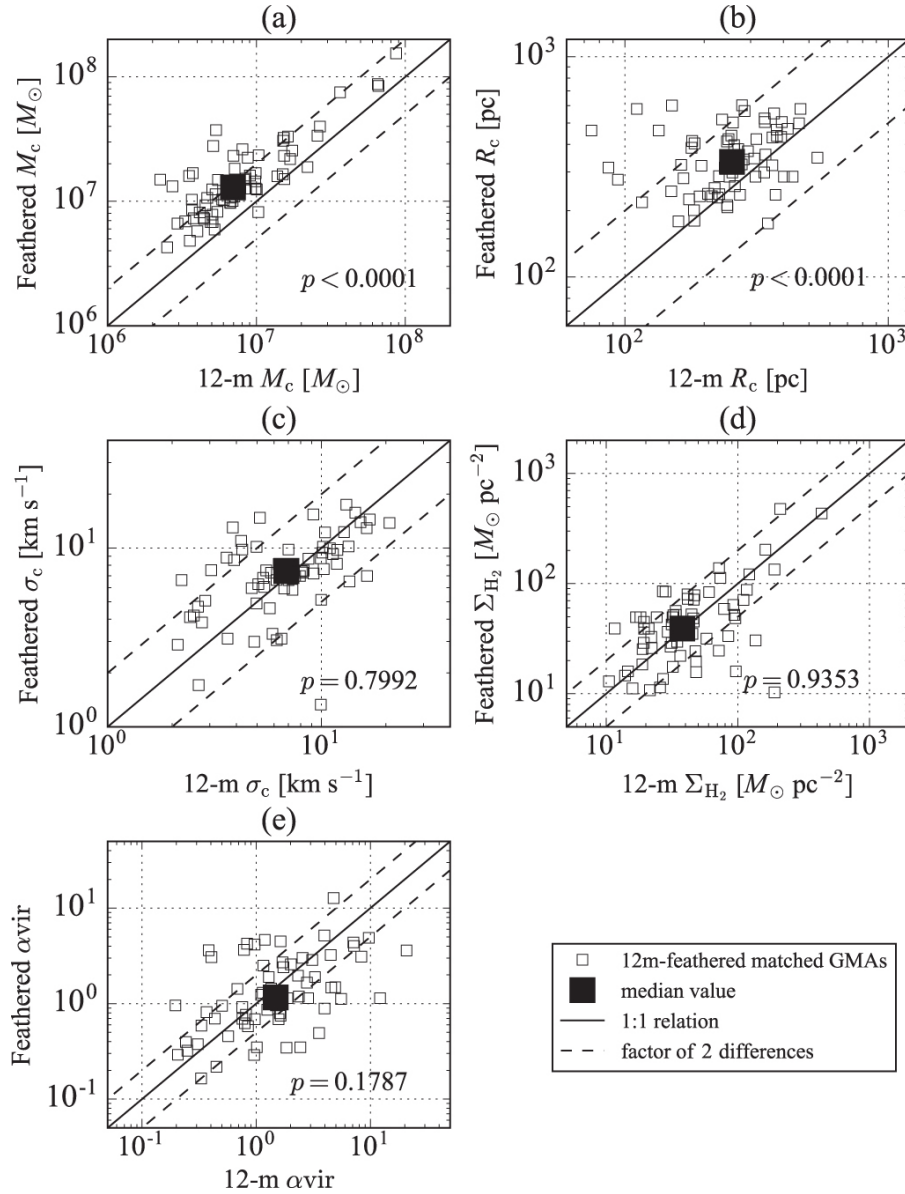 (a)
Feathered M_c [M_⊙]
10^8
10^7
10^6
p < 0.0001
10^6 10^7 10^8
12-m M_c [M_⊙]
(b)
Feathered R_c [pc]
10^3
10^2
p < 0.0001
10^2 10^3
12-m R_c [pc]
(c)
Feathered σ_c [km s^−1]
10^1
10^0
p = 0.7992
10^0 10^1
12-m σ_c [km s^−1]
(d)
Feathered Σ_H_2 [M_⊙ pc^−2]
10^3
10^2
10^1
p = 0.9353
10^1 10^2 10^3
12-m Σ_H_2 [M_⊙ pc^−2]
(e)
Feathered αvir
10^1
10^0
10^-1
p = 0.1787
10^-1 10^0 10^1
12-m αvir
12m-feathered matched GMAs
median value
1:1 relation
factor of 2 differences